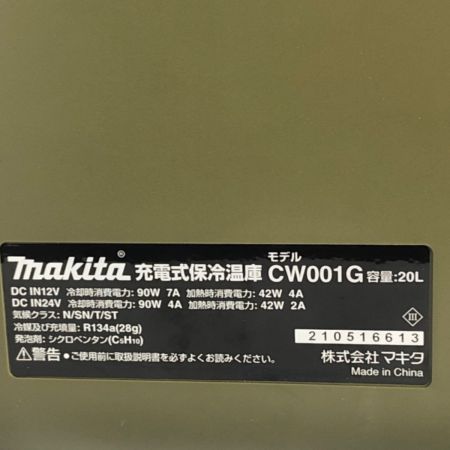 モデル
makita® 充電式保冷温庫 CW001G 容量:20L
DC IN12V 冷却時消費電力: 90W 7A 加熱時消費電力: 42W 4A
DC IN24V 冷却時消費電力: 90W 4A 加熱時消費電力: 42W 2A
気候クラス: N/SN/T/ST
冷媒及び充填量: R134a(28g)
発泡剤: シクロペンタン(C₅H₁₀)
III
210516613
⚠警告 ●ご使用前に取扱説明書を必ずよくお読みください。
株式会社マキタ
Made in China